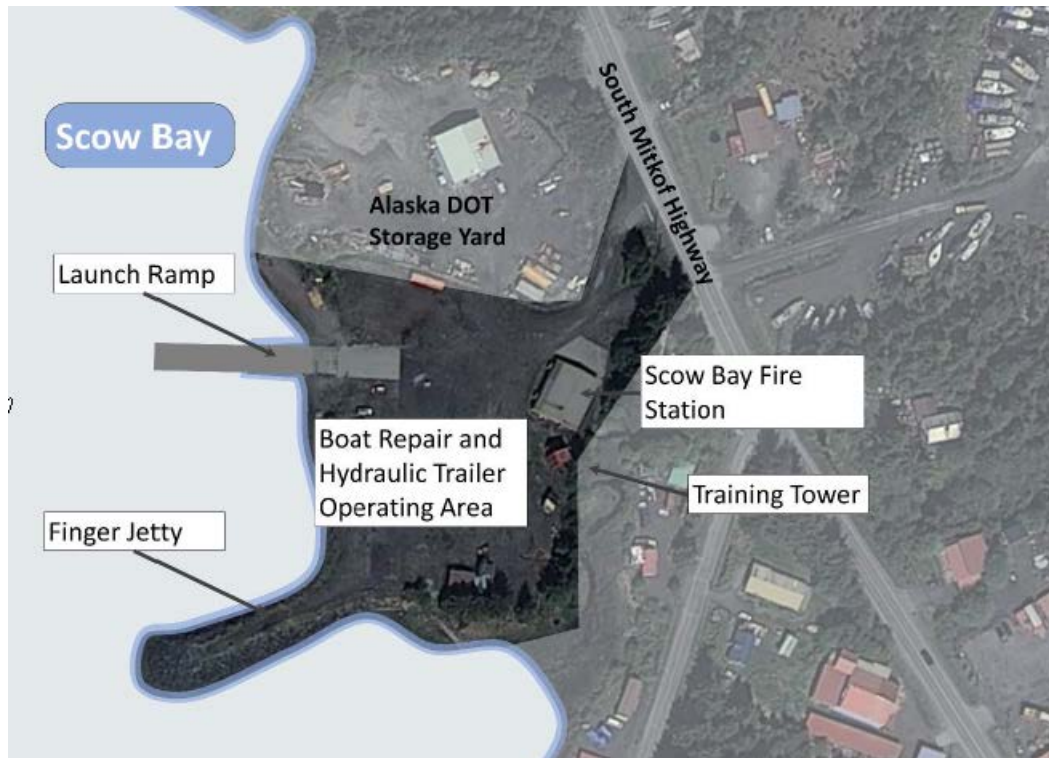 South Mitkof Highway
Scow Bay
Alaska DOT
Storage Yard
Launch Ramp
Scow Bay Fire
Station
Boat Repair and
Hydraulic Trailer
Operating Area
Training Tower
Finger Jetty